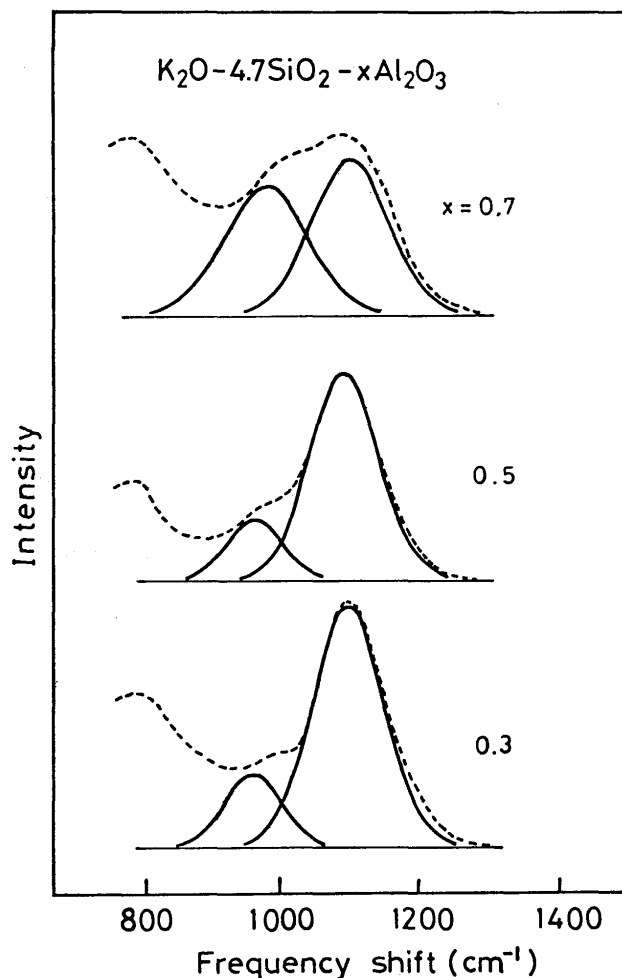 K₂O-4.7SiO₂-xAl₂O₃
x = 0.7
0.5
0.3
Intensity
800 1000 1200 1400
Frequency shift (cm⁻¹)